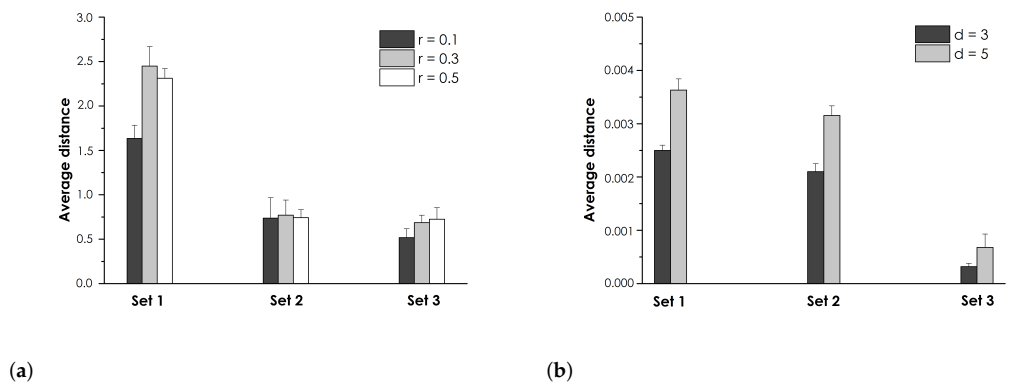 3.0
2.5
2.0
1.5
1.0
0.5
0.0
Average distance
r = 0.1
r = 0.3
r = 0.5
Set 1
Set 2
Set 3
(a)
0.005
0.004
0.003
0.002
0.001
0.000
Average distance
d = 3
d = 5
Set 1
Set 2
Set 3
(b)